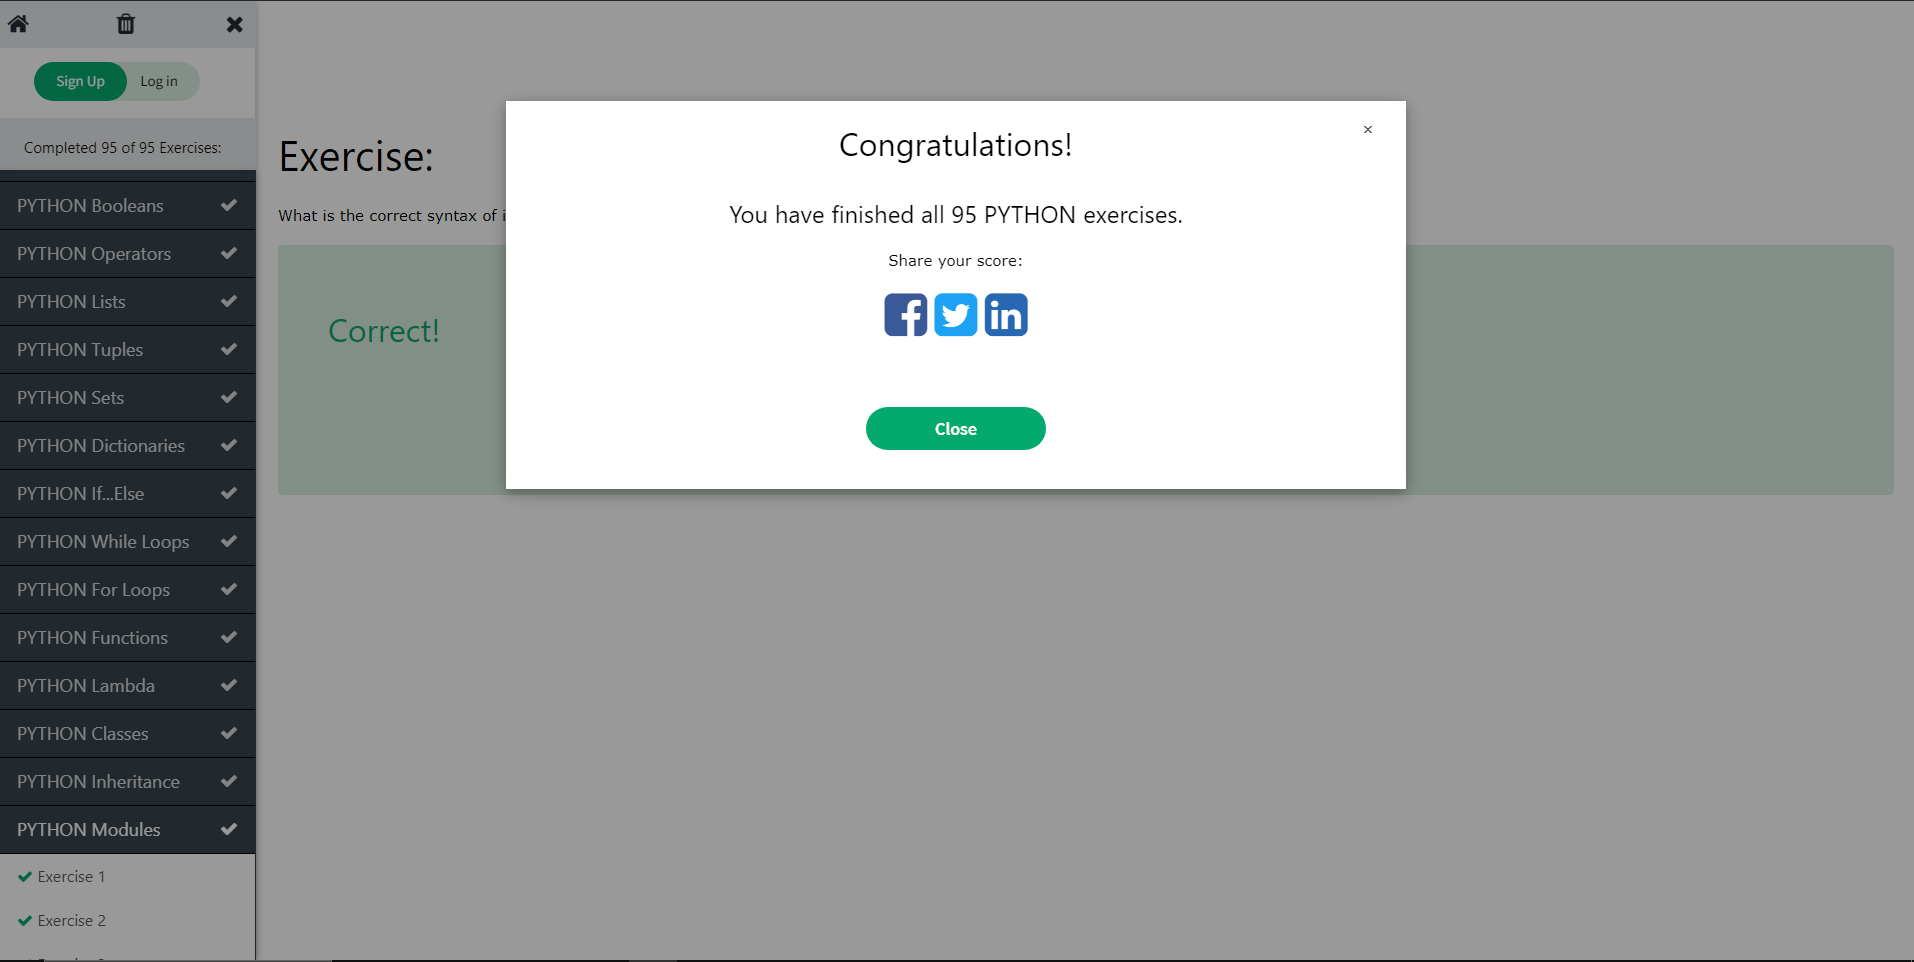 Sign Up
Log in
Completed 95 of 95 Exercises:
PYTHON Booleans
PYTHON Operators
PYTHON Lists
PYTHON Tuples
PYTHON Sets
PYTHON Dictionaries
PYTHON If...Else
PYTHON While Loops
PYTHON For Loops
PYTHON Functions
PYTHON Lambda
PYTHON Classes
PYTHON Inheritance
PYTHON Modules
Exercise 1
Exercise 2
Exercise:
What is the correct syntax of
Correct!
×
Congratulations!
You have finished all 95 PYTHON exercises.
Share your score:
Close